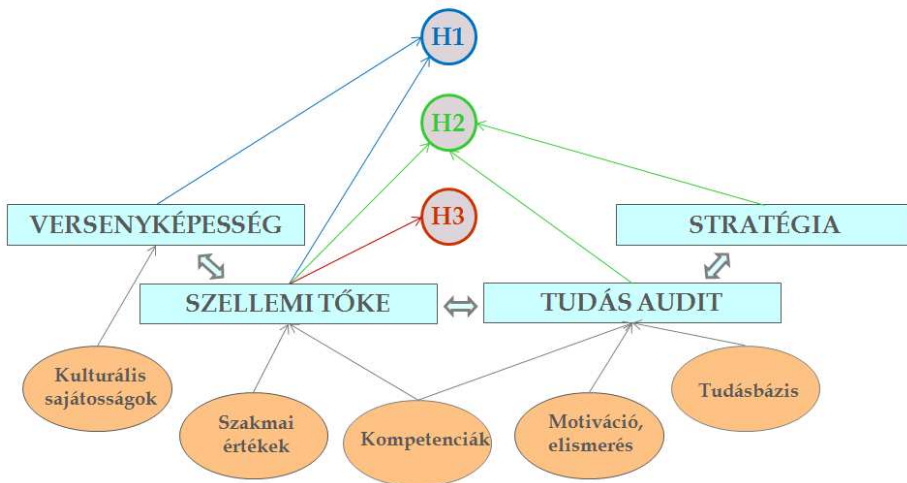 H1
H2
H3
VERSENYKÉPESSÉG
STRATÉGIA
SZELLEMI TŐKE
TUDÁS AUDIT
Kulturális
sajátosságok
Szakmai
értékek
Kompetenciák
Motiváció,
elismerés
Tudásbázis